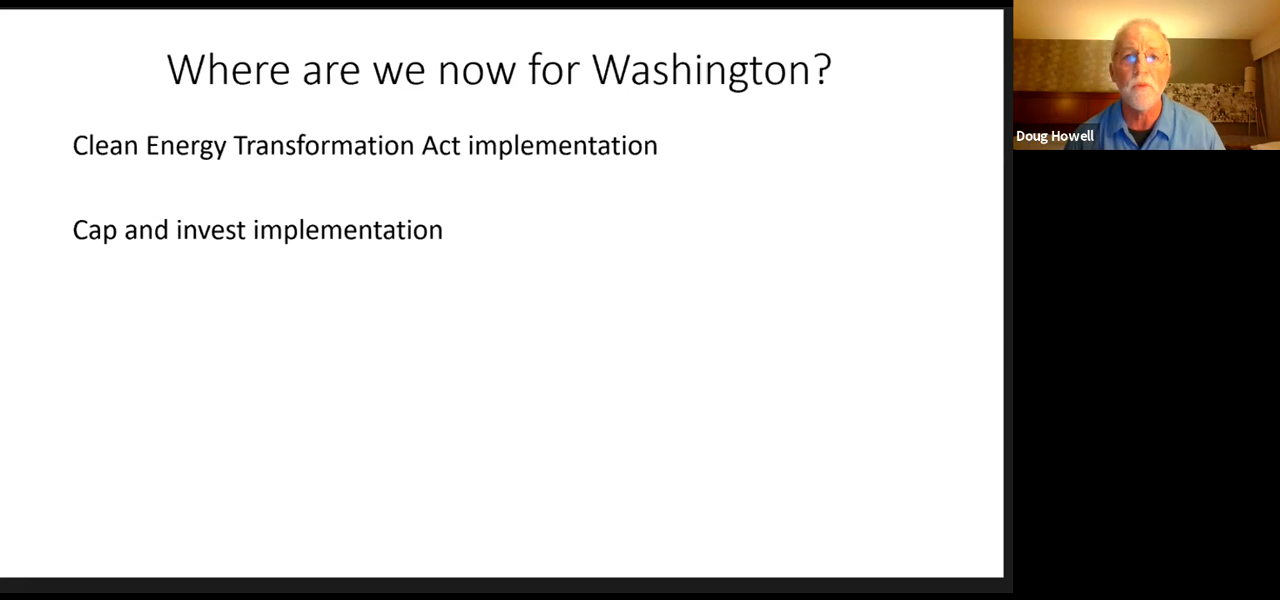 Where are we now for Washington?
Clean Energy Transformation Act implementation
Cap and invest implementation
Doug Howell